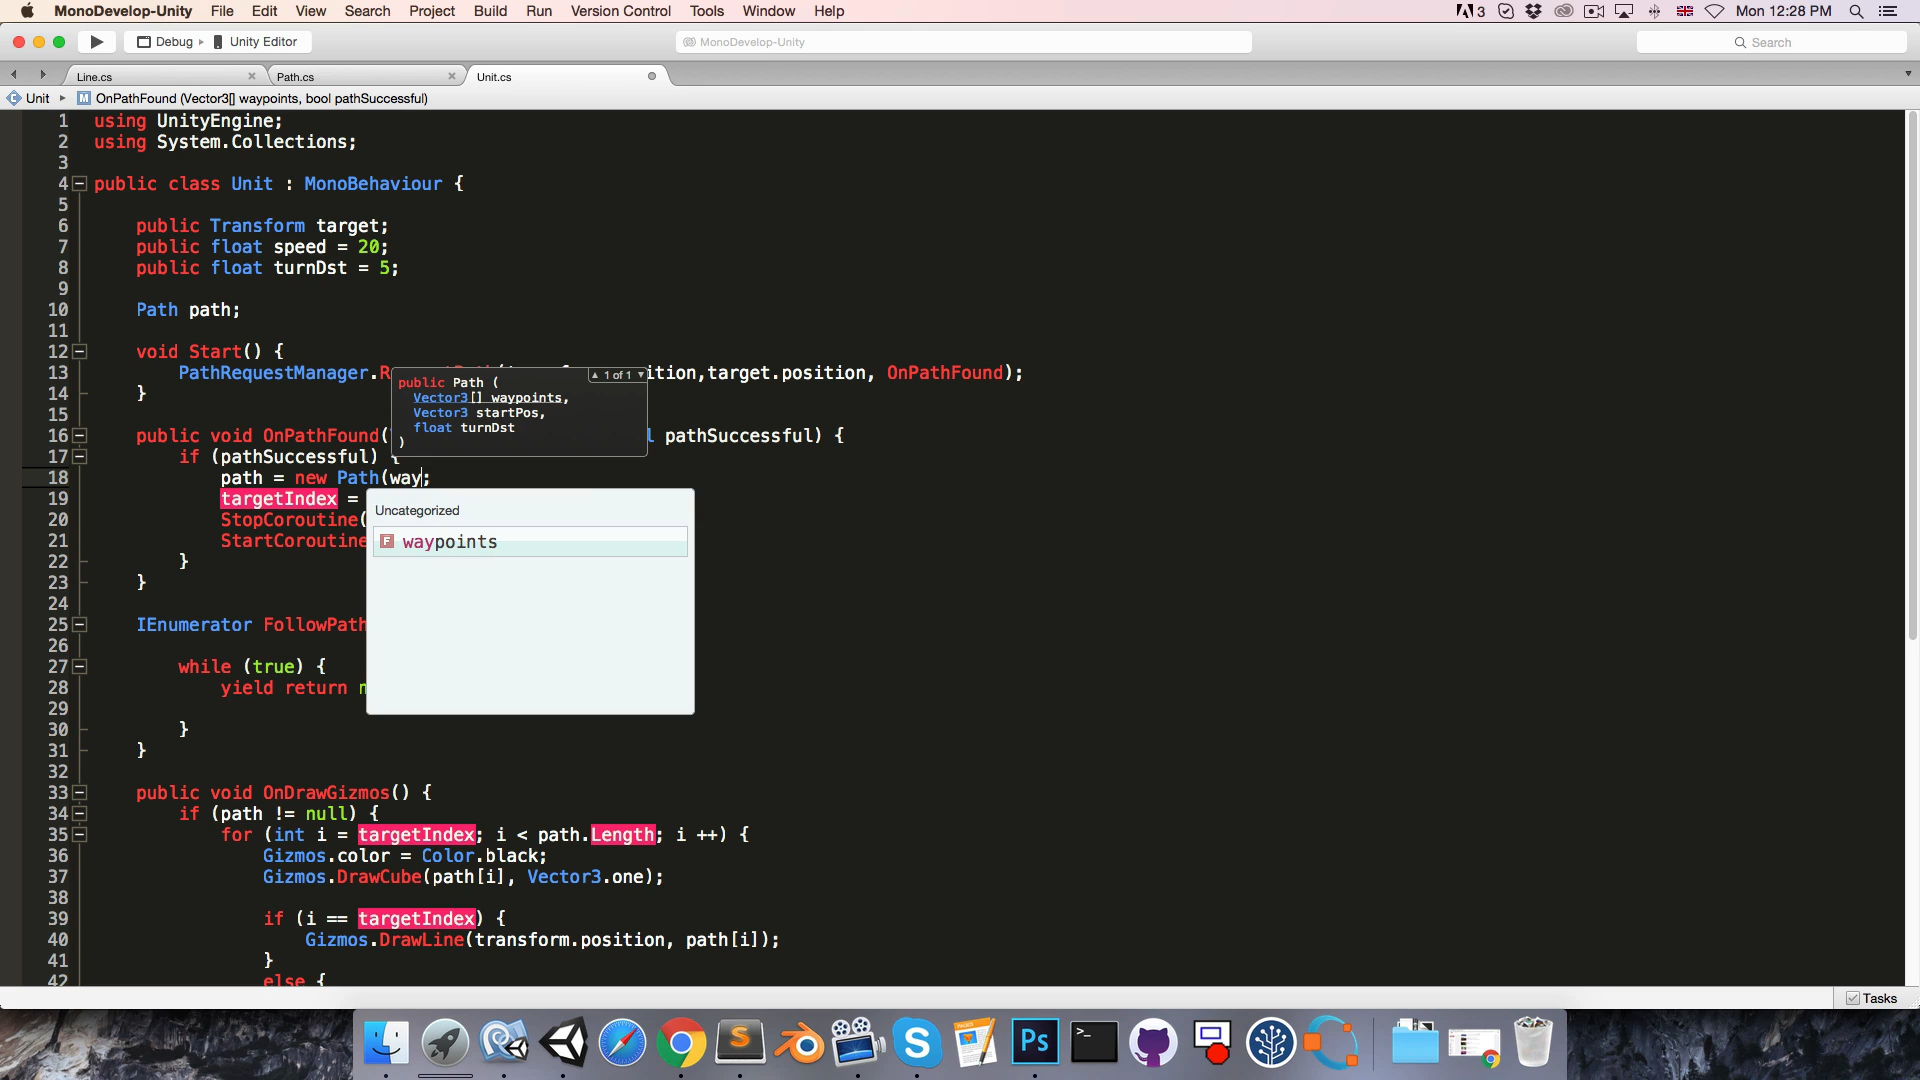 MonoDevelop-Unity File Edit View Search Project Build Run Version Control Tools Window Help 3 Mon 12:28 PM
Debug Unity Editor MonoDevelop-Unity Search
Line.cs Path.cs Unit.cs
Unit OnPathFound (Vector3[] waypoints, bool pathSuccessful)
1 using UnityEngine;
2 using System.Collections;
3
4 public class Unit : MonoBehaviour {
5
6 public Transform target;
7 public float speed = 20;
8 public float turnDst = 5;
9
10 Path path;
11
12 void Start() {
13 PathRequestManager.R ition,target.position, OnPathFound);
14 }
15
16 public void OnPathFound( pathSuccessful) {
17 if (pathSuccessful) {
18 path = new Path(way;
19 targetIndex =
20 StopCoroutine(
21 StartCoroutine
22 }
23 }
24
25 IEnumerator FollowPath
26
27 while (true) {
28 yield return n
29
30 }
31 }
32
33 public void OnDrawGizmos() {
34 if (path != null) {
35 for (int i = targetIndex; i < path.Length; i ++) {
36 Gizmos.color = Color.black;
37 Gizmos.DrawCube(path[i], Vector3.one);
38
39 if (i == targetIndex) {
40 Gizmos.DrawLine(transform.position, path[i]);
41 }
42 else {
1 of 1
public Path (
Vector3[] waypoints,
Vector3 startPos,
float turnDst
)
Uncategorized
F waypoints
Tasks
S
Ps
>_